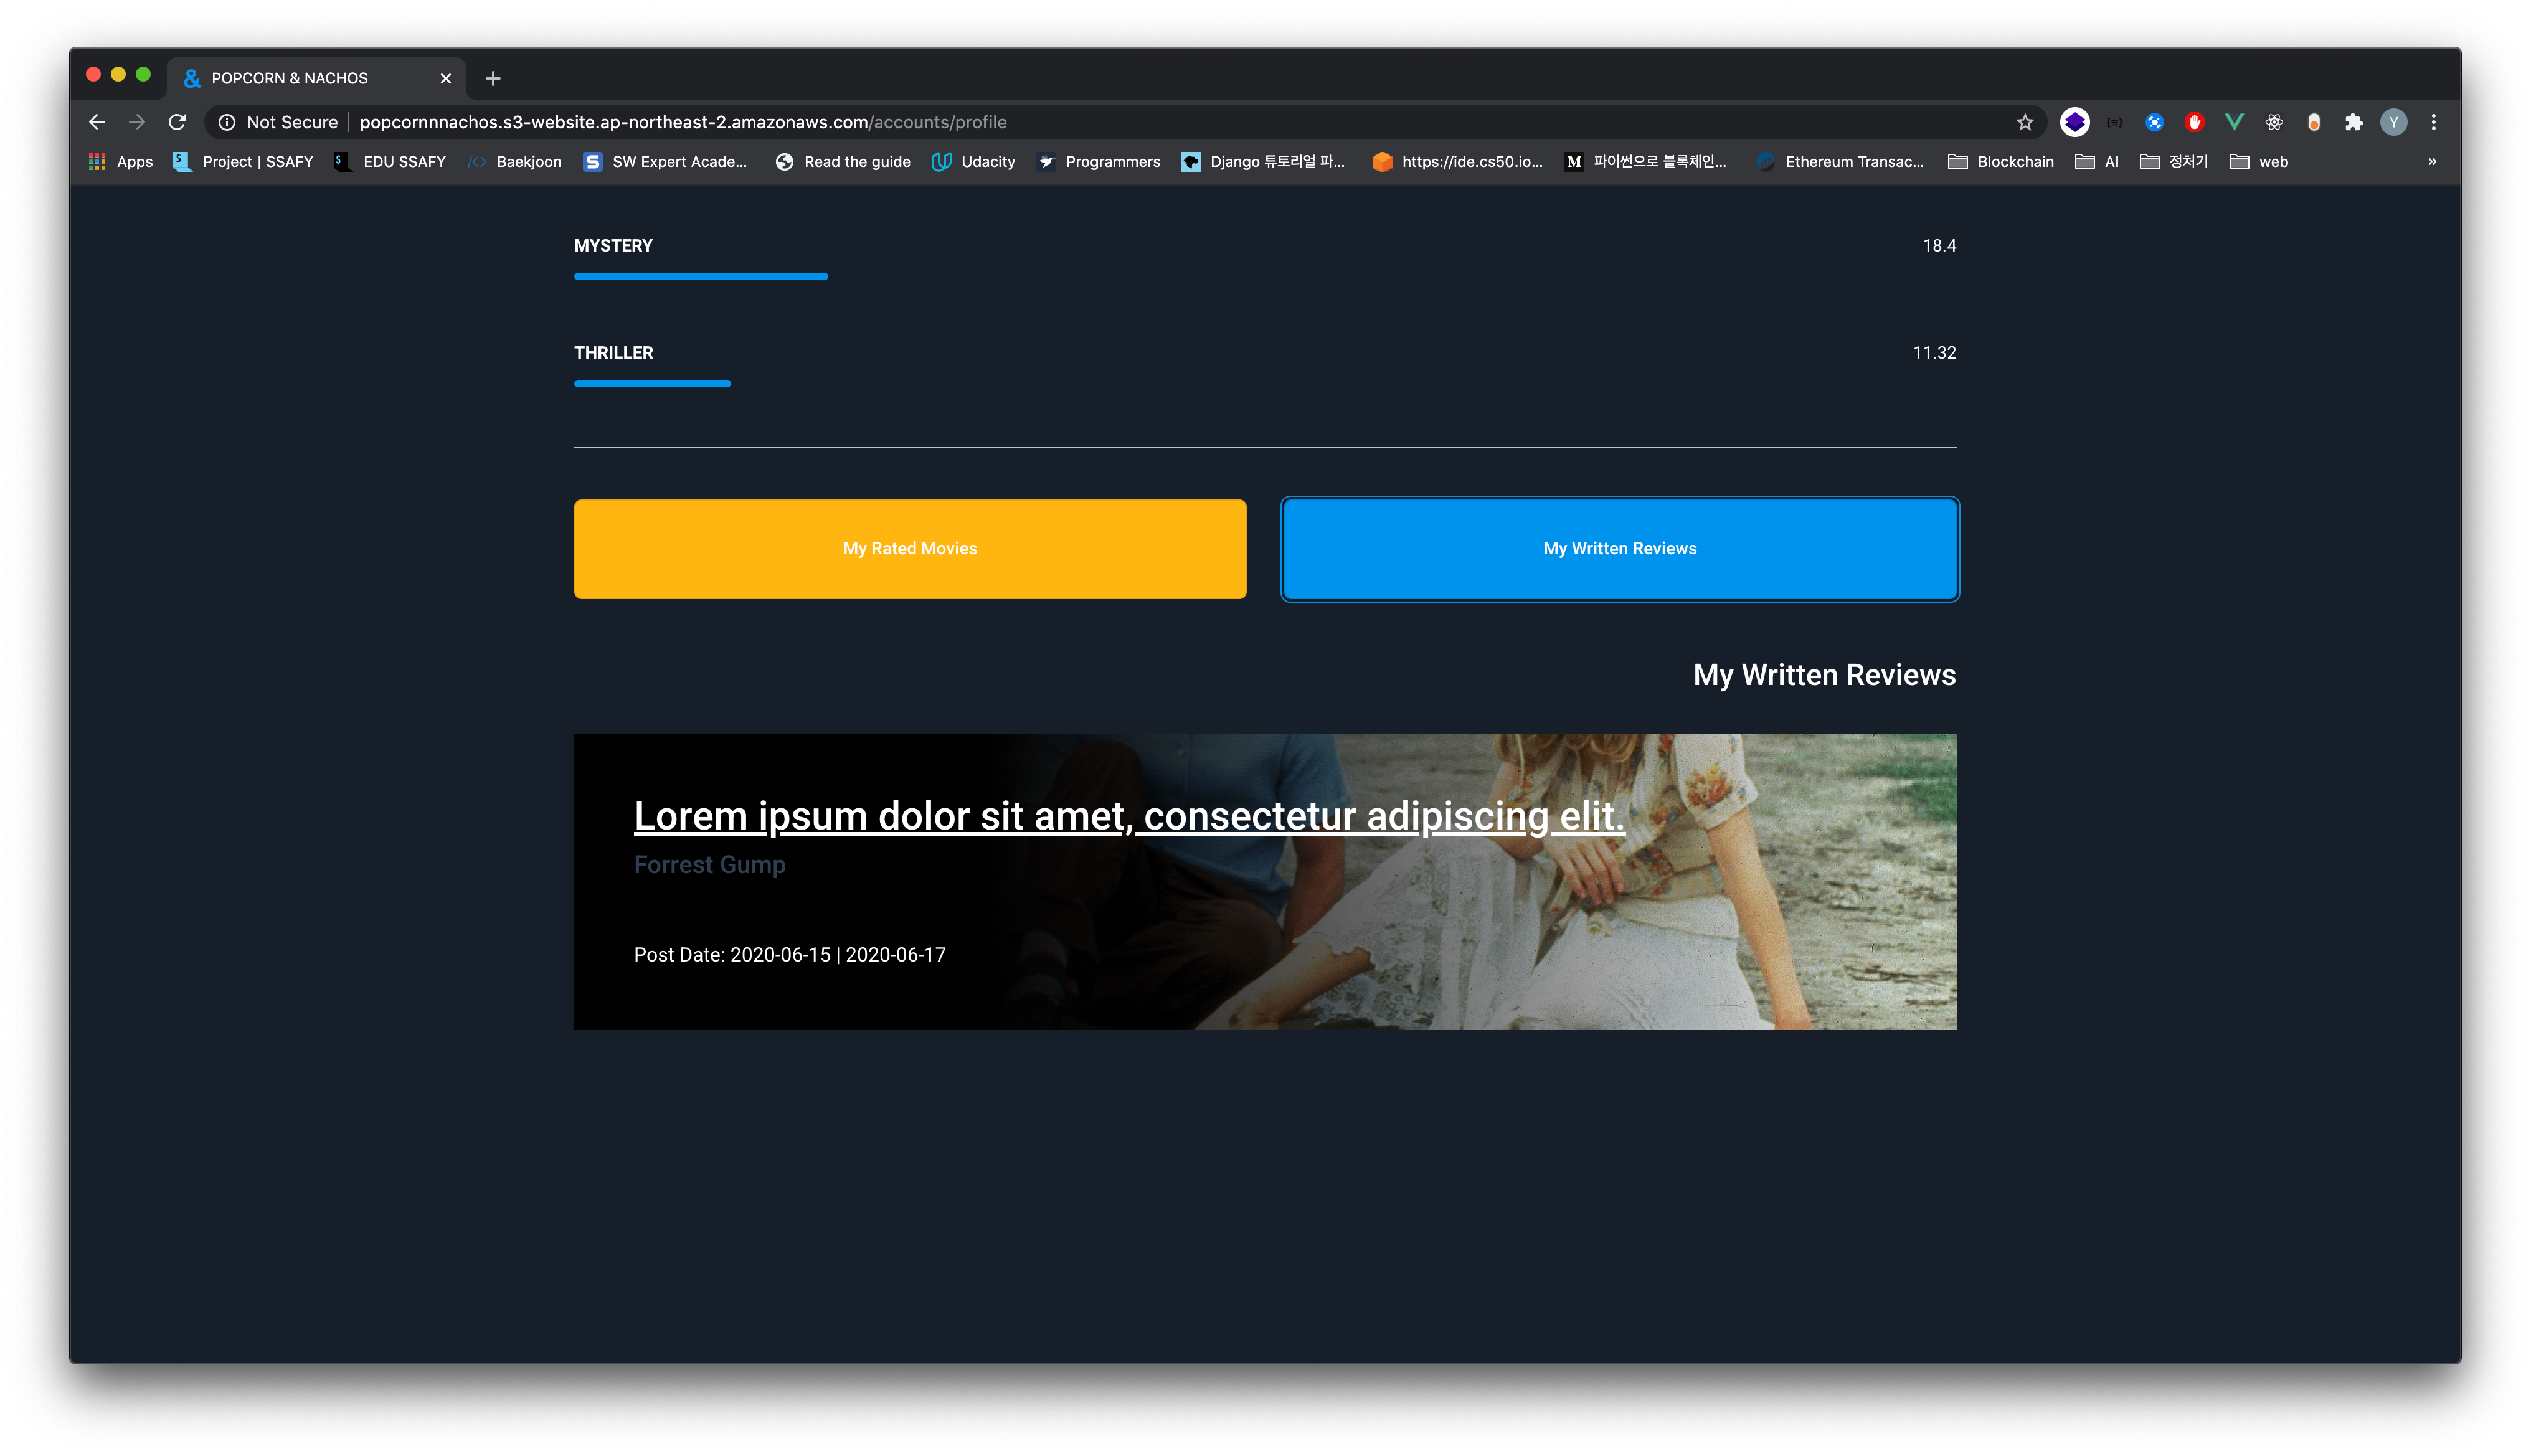 POPCORN & NACHOS
Not Secure | popcornnnachos.s3-website.ap-northeast-2.amazonaws.com/accounts/profile
Y
Apps Project | SSAFY EDU SSAFY Baekjoon SW Expert Acade... Read the guide Udacity Programmers Django 튜토리얼 파... https://ide.cs50.io... M 파이썬으로 블록체인... Ethereum Transac... Blockchain AI 정처기 web »
MYSTERY 18.4
THRILLER 11.32
My Rated Movies My Written Reviews
My Written Reviews
Lorem ipsum dolor sit amet, consectetur adipiscing elit.
Forrest Gump
Post Date: 2020-06-15 | 2020-06-17